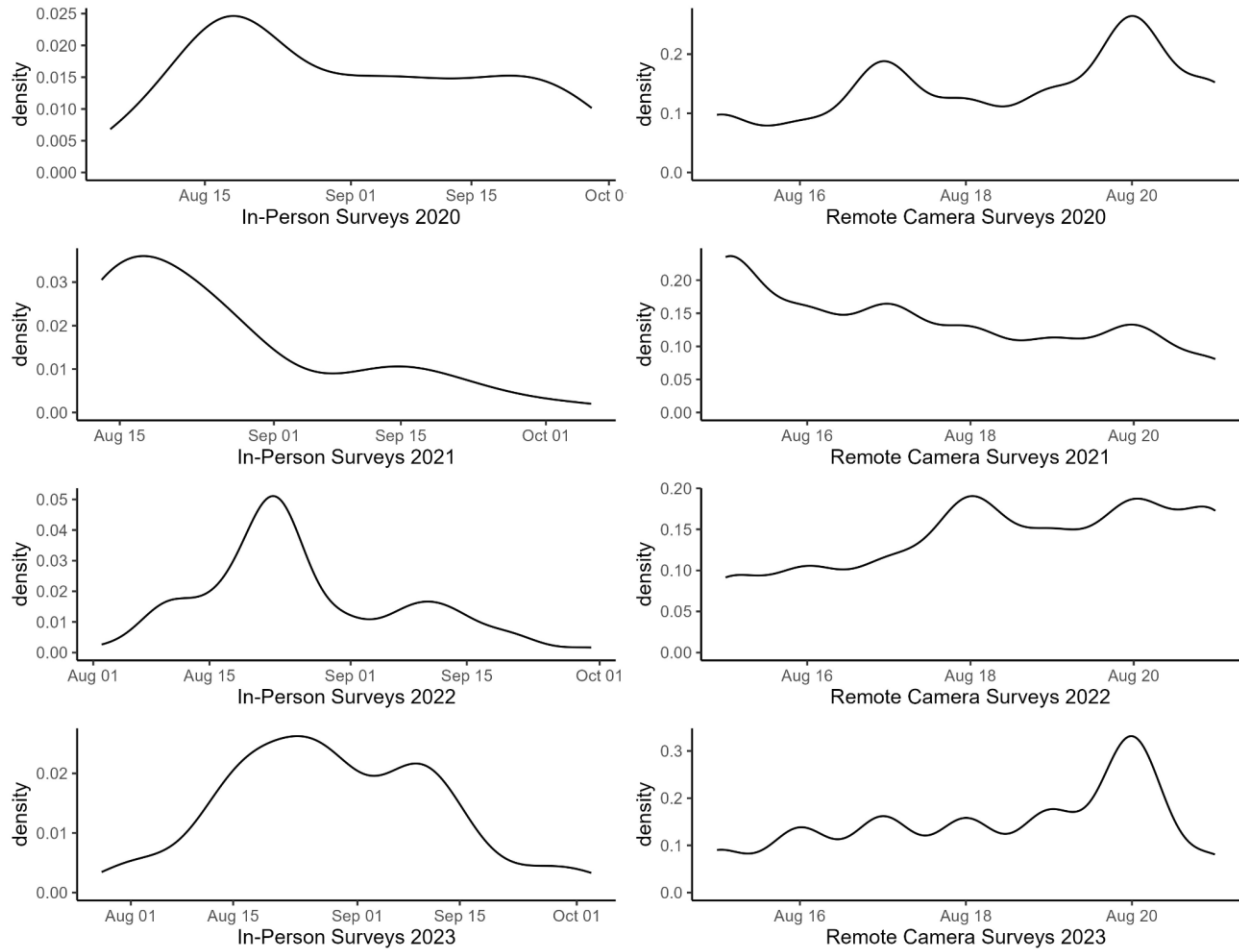 0.025
0.020
0.015
0.010
0.005
0.000
density
Aug 15 Sep 01 Sep 15 Oct 0
In-Person Surveys 2020
0.2
0.1
0.0
density
Aug 16 Aug 18 Aug 20
Remote Camera Surveys 2020
0.03
0.02
0.01
0.00
density
Aug 15 Sep 01 Sep 15 Oct 01
In-Person Surveys 2021
0.20
0.15
0.10
0.05
0.00
density
Aug 16 Aug 18 Aug 20
Remote Camera Surveys 2021
0.05
0.04
0.03
0.02
0.01
0.00
density
Aug 01 Aug 15 Sep 01 Sep 15 Oct 01
In-Person Surveys 2022
0.20
0.15
0.10
0.05
0.00
density
Aug 16 Aug 18 Aug 20
Remote Camera Surveys 2022
0.02
0.01
0.00
density
Aug 01 Aug 15 Sep 01 Sep 15 Oct 01
In-Person Surveys 2023
0.3
0.2
0.1
0.0
density
Aug 16 Aug 18 Aug 20
Remote Camera Surveys 2023